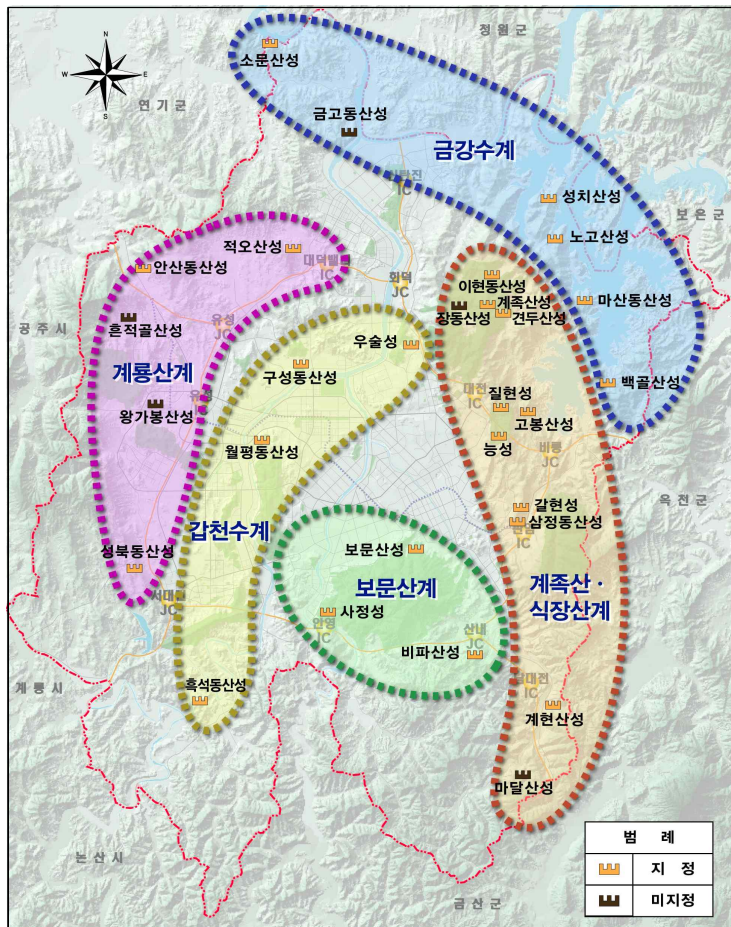 청원군
소문산성
N
W
E
S
연기군
금고동산성
금강수계
IC
성치산성
보은군
노고산성
적오산성
안산동산성
IC
화덕
JC
이현동산성
계족산성
장동산성
견두산성
마산동산성
흔적골산성
공주시
유성
JC
우술성
구성동산성
계룡산계
대전
IC
백골산성
질현성
고봉산성
왕가봉산성
IC
월평동산성
능성
비룡
JC
옥천군
갈현성
삼정동산성
IC
갑천수계
보문산성
성북동산성
보문산계
계족산 ·
식장산계
서대전
JC
사정성
안영
IC
산내
JC
비파산성
계룡시
흑석동산성
IC
계현산성
마달산성
범 례
지 정
미지정
논산시
금산군